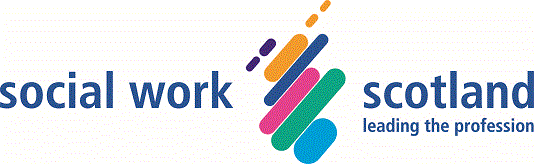 social work scotland
leading the profession